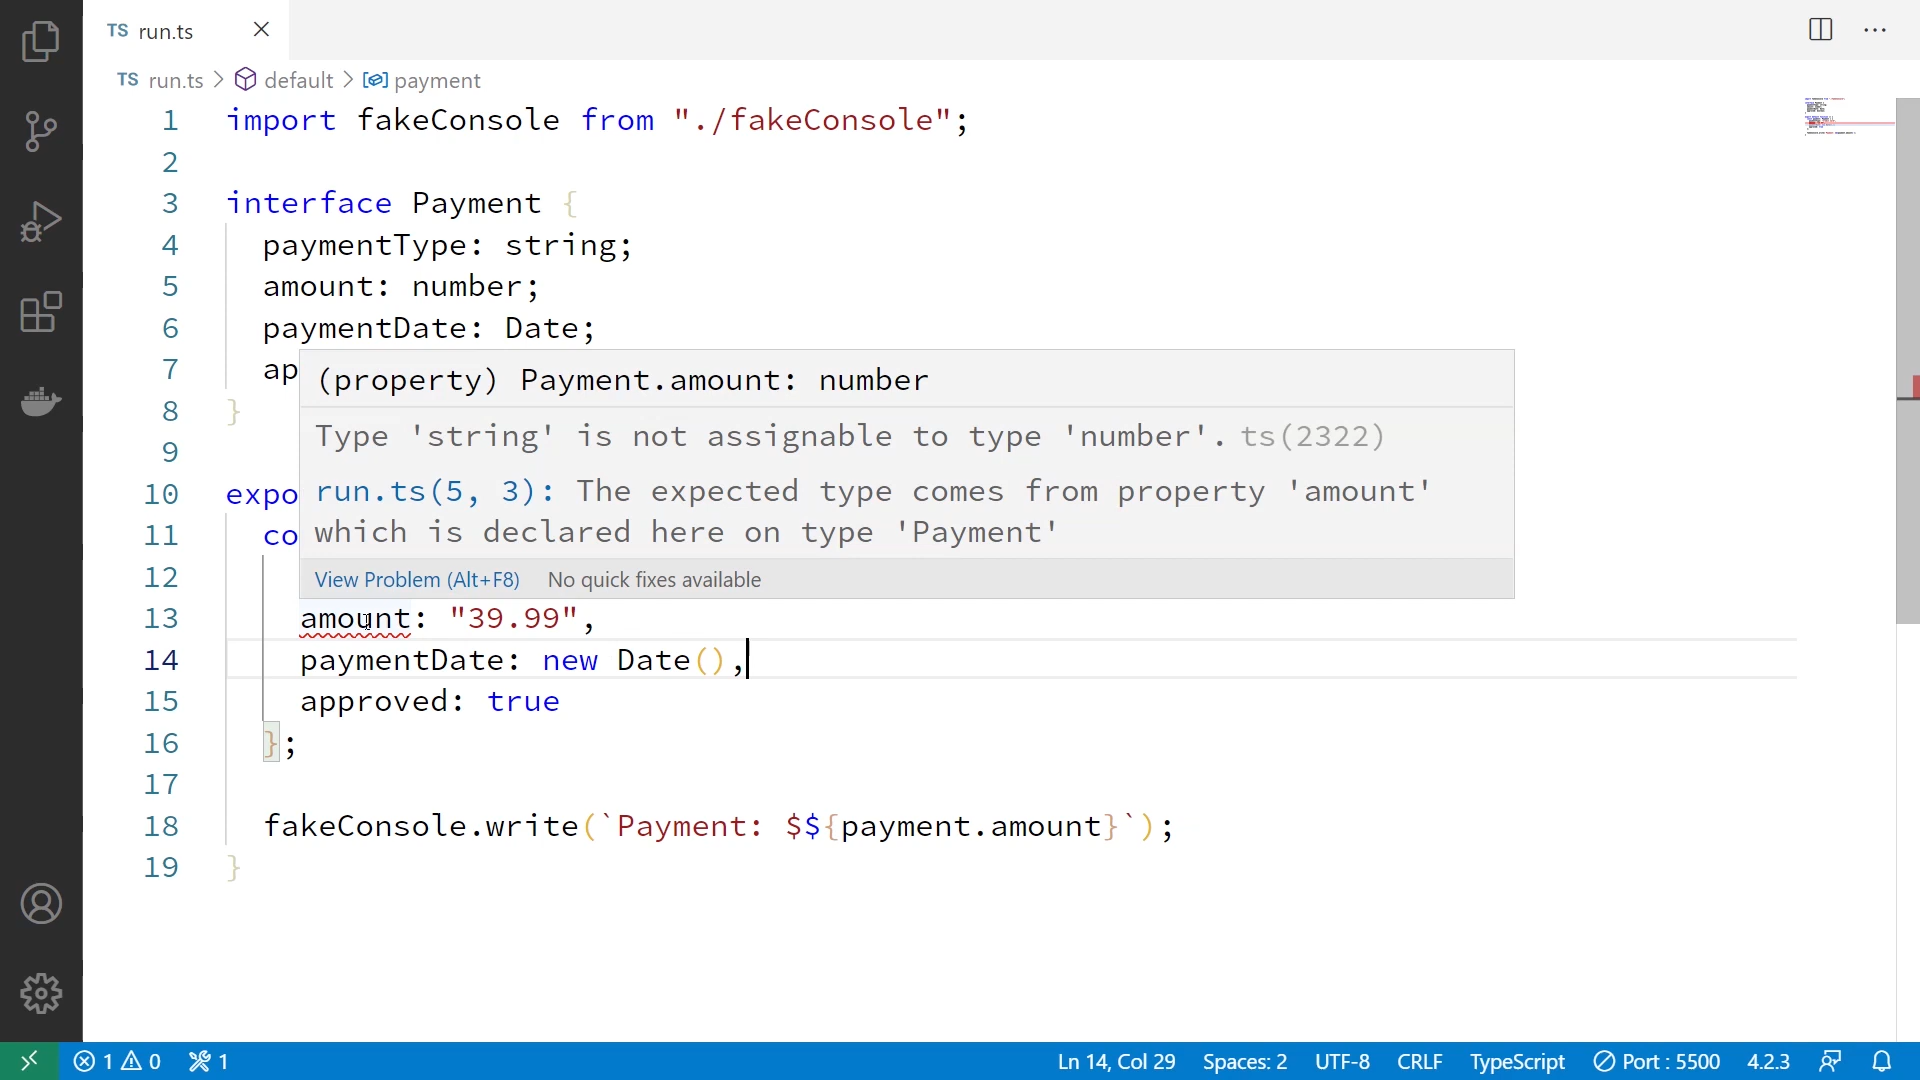 TS run.ts
TS run.ts > default > payment
1 import fakeConsole from "./fakeConsole";
2
3 interface Payment {
4 paymentType: string;
5 amount: number;
6 paymentDate: Date;
7 ap
(property) Payment.amount: number
8 }
Type 'string' is not assignable to type 'number'. ts(2322)
9
10 expo
run.ts(5, 3): The expected type comes from property 'amount'
11 co
which is declared here on type 'Payment'
12
View Problem (Alt+F8) No quick fixes available
13 amount: "39.99",
14 paymentDate: new Date(),
15 approved: true
16 };
17
18 fakeConsole.write(`Payment: $${payment.amount}`);
19 }
1 0 1 Ln 14, Col 29 Spaces: 2 UTF-8 CRLF TypeScript Port : 5500 4.2.3